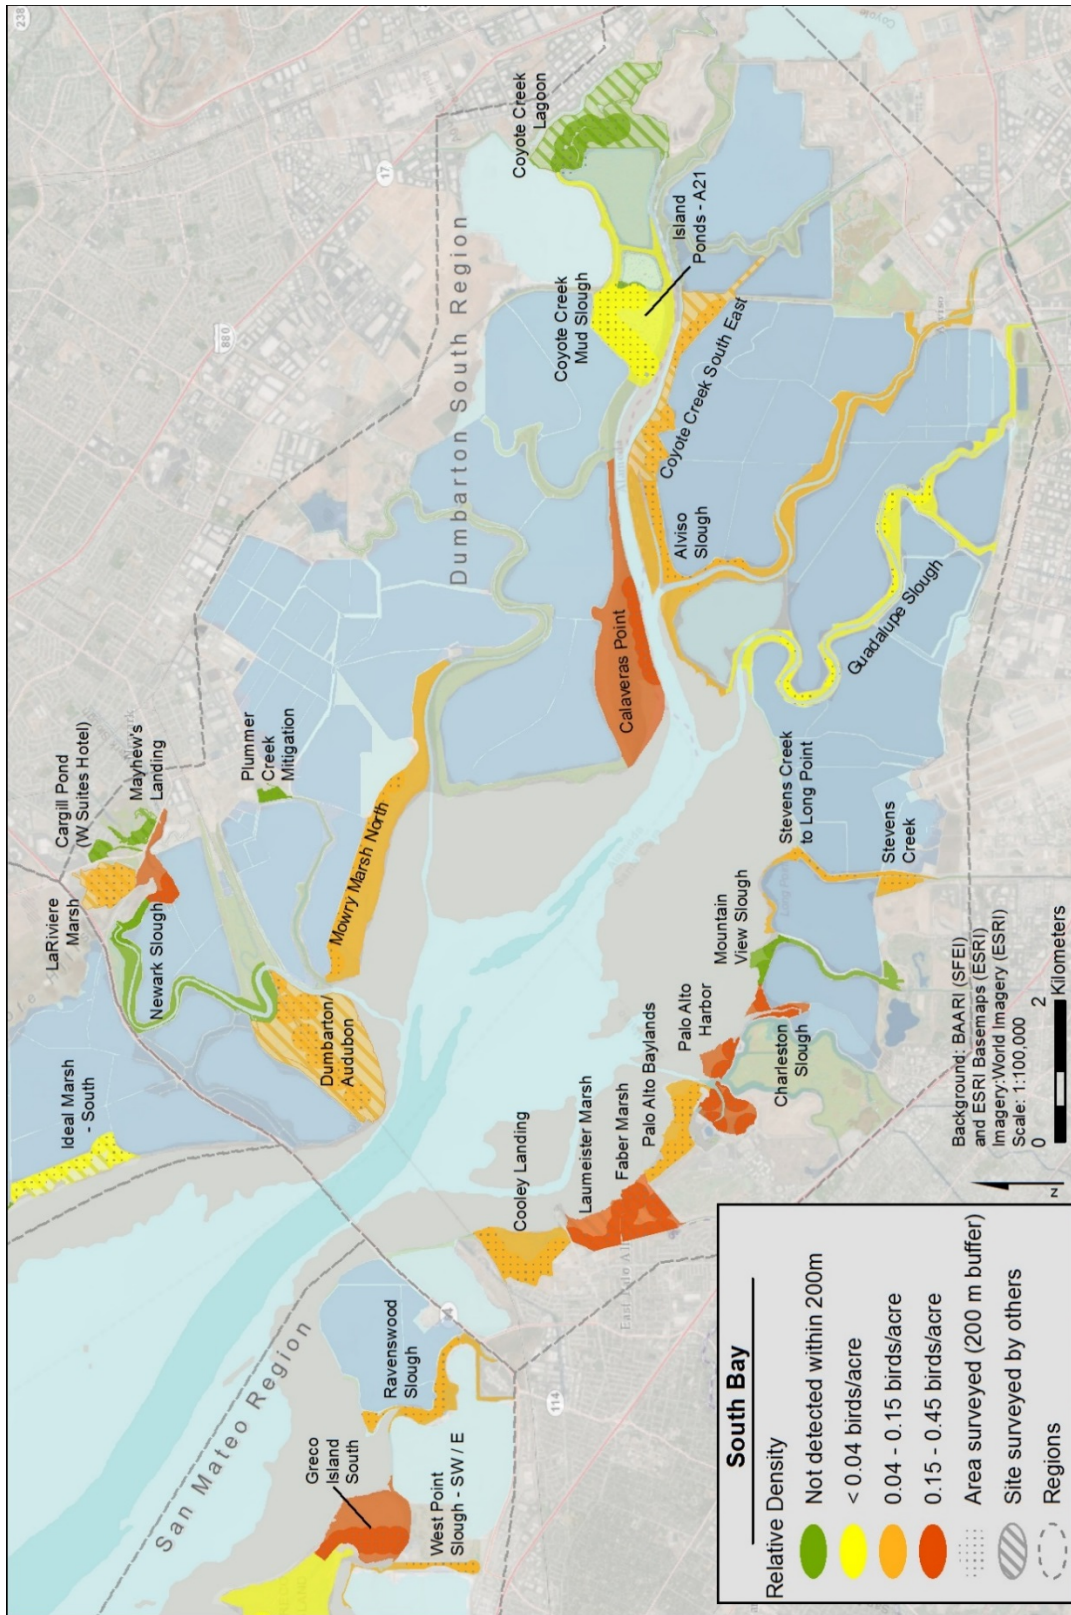 South Bay
Relative Density
Not detected within 200m
< 0.04 birds/acre
0.04 - 0.15 birds/acre
0.15 - 0.45 birds/acre
Area surveyed (200 m buffer)
Site surveyed by others
Regions
Background: BAARI (SFEI)
and ESRI Basemaps (ESRI)
Imagery:World Imagery (ESRI)
Scale: 1:100,000
0
2
Kilometers
N
San Mateo Region
Dumbarton South Region
Greco
Island
South
West Point
Slough - SW / E
Ravenswood
Slough
Ideal Marsh
- South
LaRiviere
Marsh
Cargill Pond
(W Suites Hotel)
Mayhew's
Landing
Newark Slough
Plummer
Creek
Mitigation
Dumbarton/
Audubon
Mowry Marsh North
Cooley Landing
Laumeister Marsh
Faber Marsh
Palo Alto Baylands
Palo Alto
Harbor
Charleston
Slough
Mountain
View Slough
Stevens Creek
to Long Point
Stevens
Creek
Calaveras Point
Alviso
Slough
Guadalupe Slough
Coyote Creek South East
Coyote Creek
Mud Slough
Island
Ponds - A21
Coyote Creek
Lagoon
238
17
880
84
114
Coyote